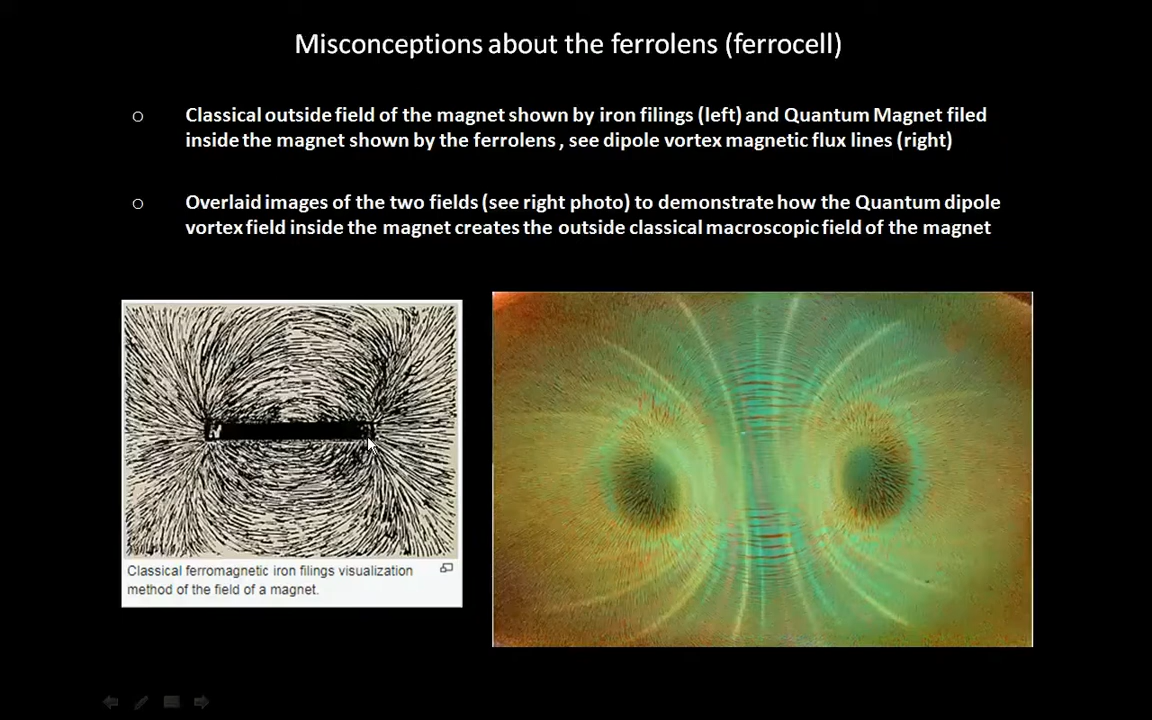 Misconceptions about the ferrolens (ferrocell)
Classical outside field of the magnet shown by iron filings (left) and Quantum Magnet filed
inside the magnet shown by the ferrolens , see dipole vortex magnetic flux lines (right)
Overlaid images of the two fields (see right photo) to demonstrate how the Quantum dipole
vortex field inside the magnet creates the outside classical macroscopic field of the magnet
N
Classical ferromagnetic iron filings visualization
method of the field of a magnet.